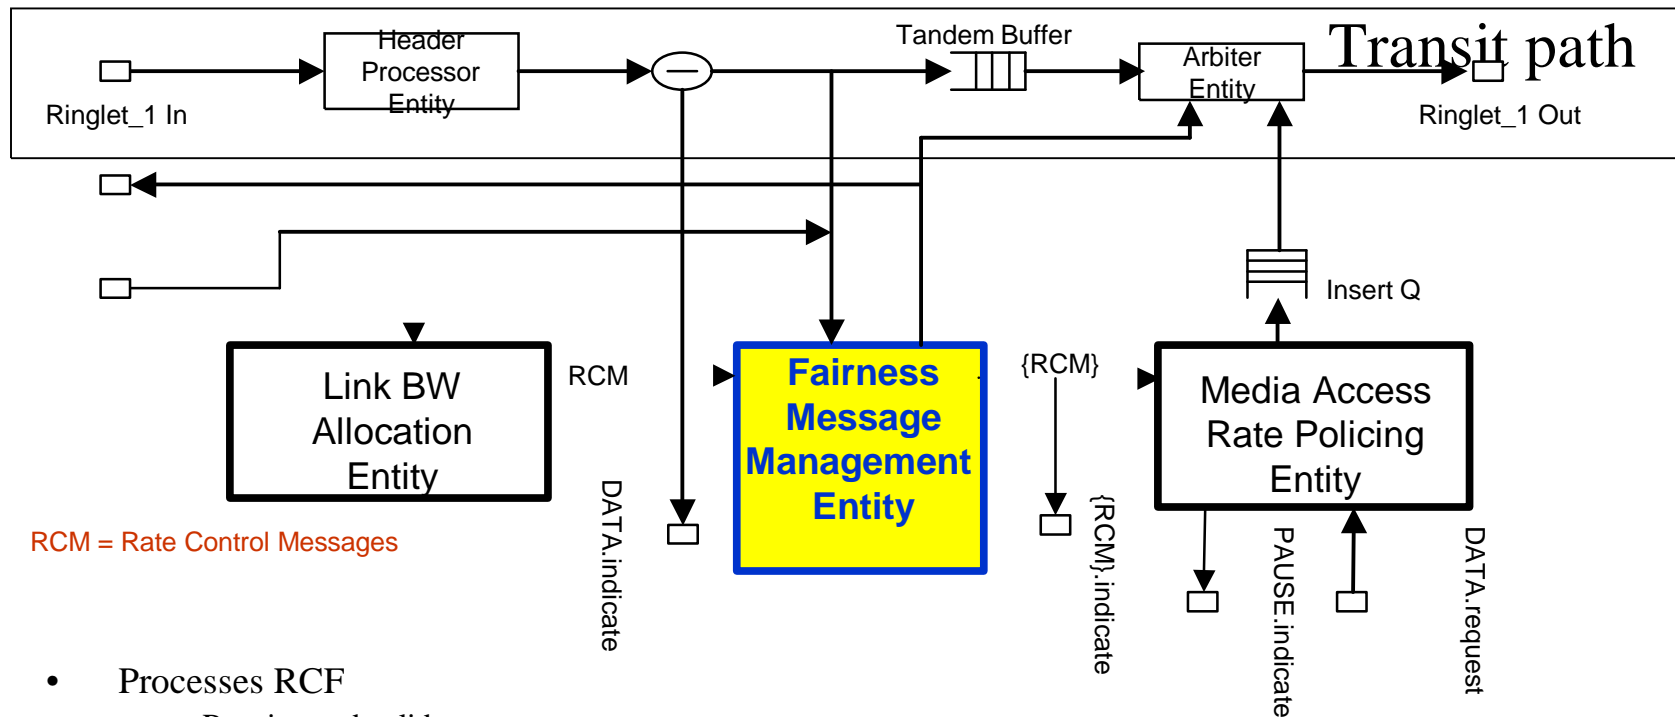 Transit path
Header
Processor
Entity
Tandem Buffer
Arbiter
Entity
Ringlet_1 In
Ringlet_1 Out
Insert Q
Link BW
Allocation
Entity
RCM
Fairness
Message
Management
Entity
{RCM}
Media Access
Rate Policing
Entity
RCM = Rate Control Messages
DATA.indicate
{RCM}.indicate
PAUSE.indicate
DATA.request
• Processes RCF